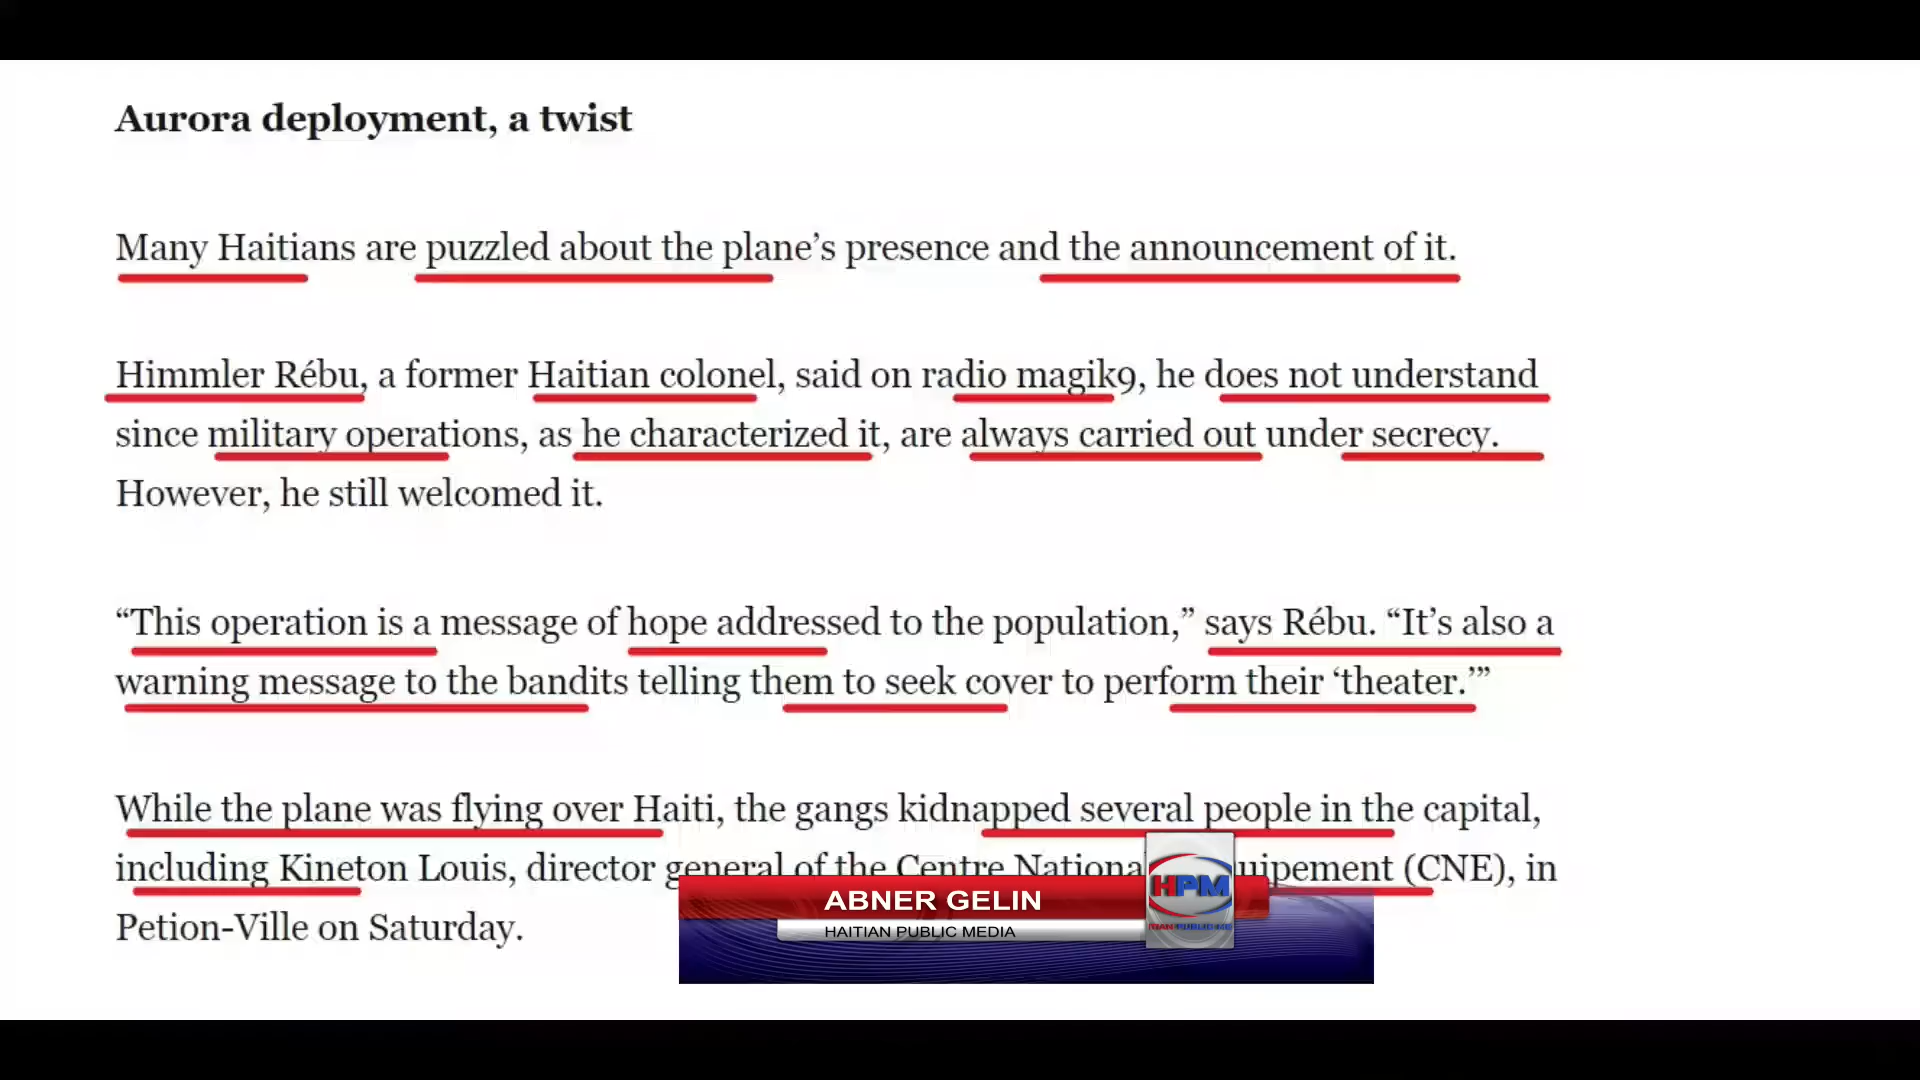 Aurora deployment, a twist
Many Haitians are puzzled about the plane’s presence and the announcement of it.
Himmler Rébu, a former Haitian colonel, said on radio magik9, he does not understand
since military operations, as he characterized it, are always carried out under secrecy.
However, he still welcomed it.
“This operation is a message of hope addressed to the population,” says Rébu. “It’s also a
warning message to the bandits telling them to seek cover to perform their ‘theater.’”
While the plane was flying over Haiti, the gangs kidnapped several people in the capital,
including Kineton Louis, director general of the Centre National (CNE), in
Petion-Ville on Saturday.
ABNER GELIN
HAITIAN PUBLIC MEDIA
HPM